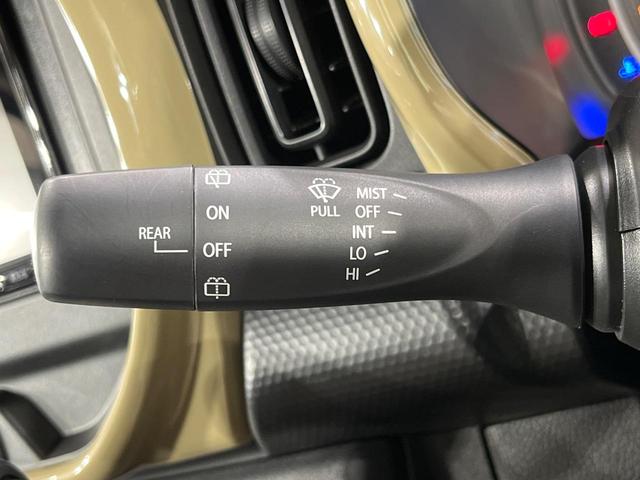 REAR
ON
OFF
PULL
MIST
OFF
INT
LO
HI